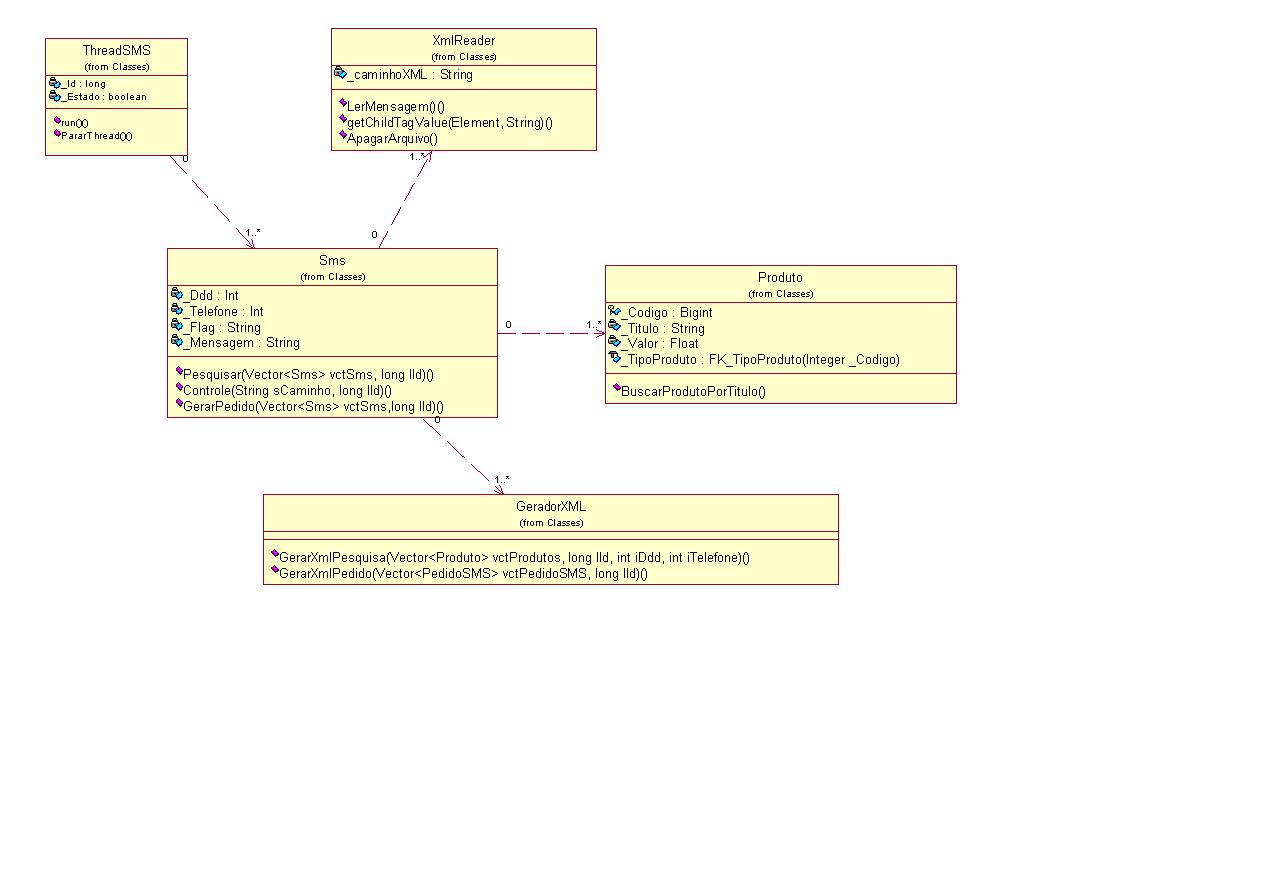 ThreadSMS
(from Classes)
_Id : long
_Estado : boolean
run()()
PararThread()()
0
1..*
XmlReader
(from Classes)
_caminhoXML : String
LerMensagem()()
getChildTagValue(Element, String)()
ApagarArquivo()
1..*
0
Sms
(from Classes)
_Ddd : Int
_Telefone : Int
_Flag : String
_Mensagem : String
Pesquisar(Vector<Sms> vctSms, long lId)()
Controle(String sCaminho, long lId)()
GerarPedido(Vector<Sms> vctSms,long lId)()
0
1..*
Produto
(from Classes)
_Codigo : Bigint
_Titulo : String
_Valor : Float
_TipoProduto : FK_TipoProduto(Integer _Codigo)
BuscarProdutoPorTitulo()
0
1..*
GeradorXML
(from Classes)
GerarXmlPesquisa(Vector<Produto> vctProdutos, long lId, int iDdd, int iTelefone)()
GerarXmlPedido(Vector<PedidoSMS> vctPedidoSMS, long lId)()